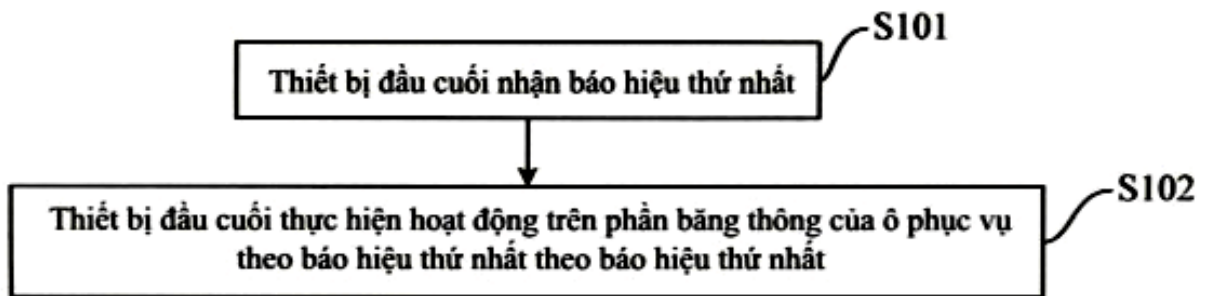 S101
Thiết bị đầu cuối nhận báo hiệu thứ nhất
S102
Thiết bị đầu cuối thực hiện hoạt động trên phần băng thông của ô phục vụ
theo báo hiệu thứ nhất theo báo hiệu thứ nhất